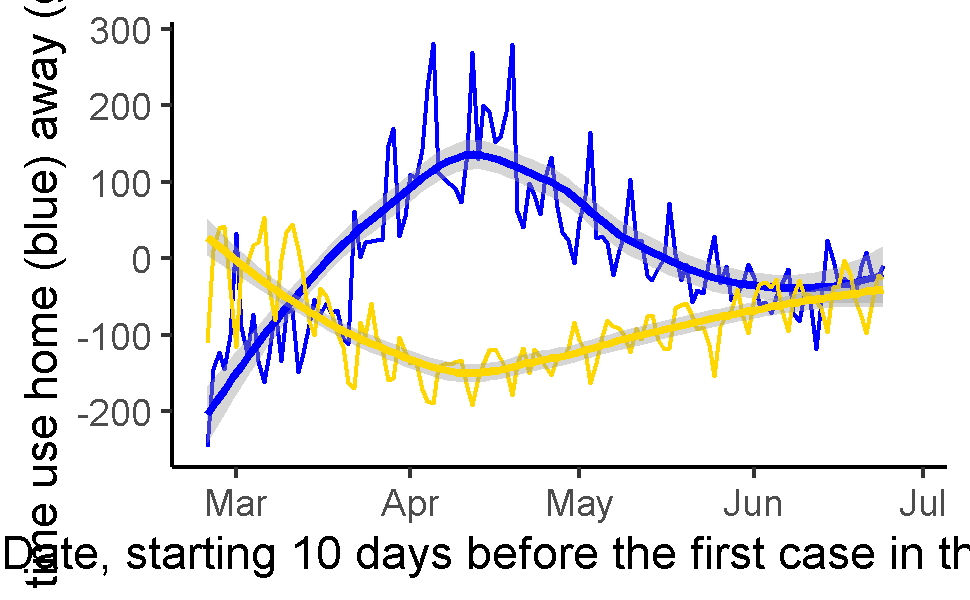 time use home (blue) away (
300
200
100
0
-100
-200
Mar Apr May Jun Jul
Date, starting 10 days before the first case in th